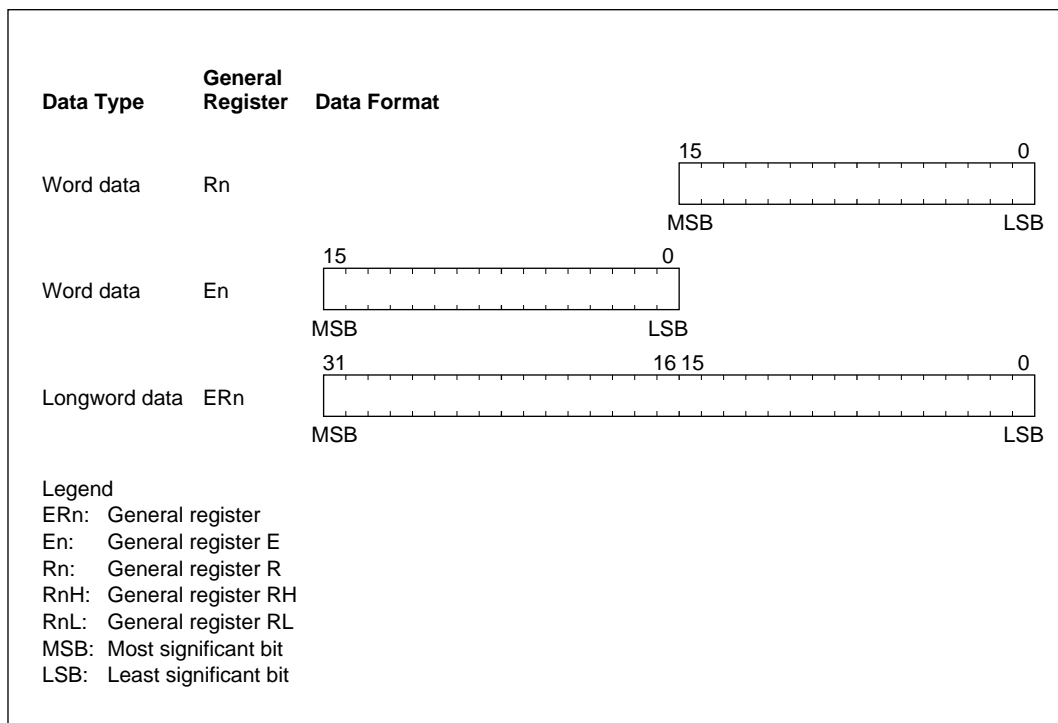 General
Data Type Register Data Format
15 0
Word data Rn
MSB LSB
15 0
Word data En
MSB LSB
31 16 15 0
Longword data ERn
MSB LSB
Legend
ERn: General register
En: General register E
Rn: General register R
RnH: General register RH
RnL: General register RL
MSB: Most significant bit
LSB: Least significant bit